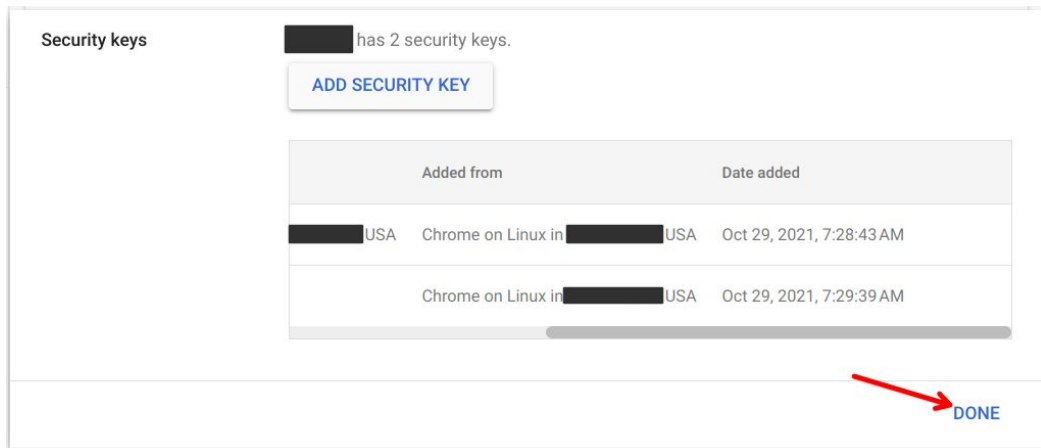 Security keys
has 2 security keys.
ADD SECURITY KEY
Added from Date added
USA Chrome on Linux in USA Oct 29, 2021, 7:28:43 AM
Chrome on Linux in USA Oct 29, 2021, 7:29:39 AM
DONE